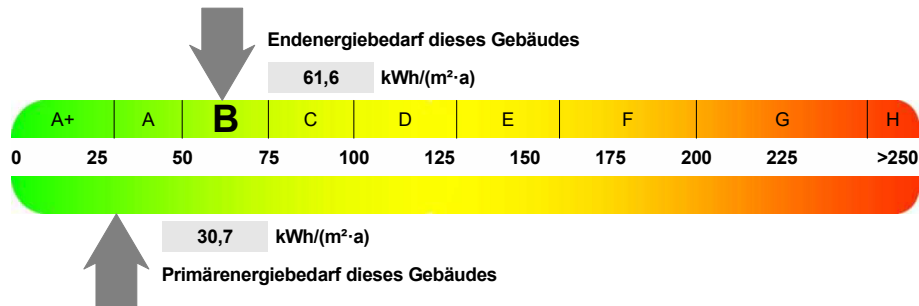 Endenergiebedarf dieses Gebäudes
61,6 kWh/(m²·a)
A+ A B C D E F G H
0 25 50 75 100 125 150 175 200 225 >250
30,7 kWh/(m²·a)
Primärenergiebedarf dieses Gebäudes